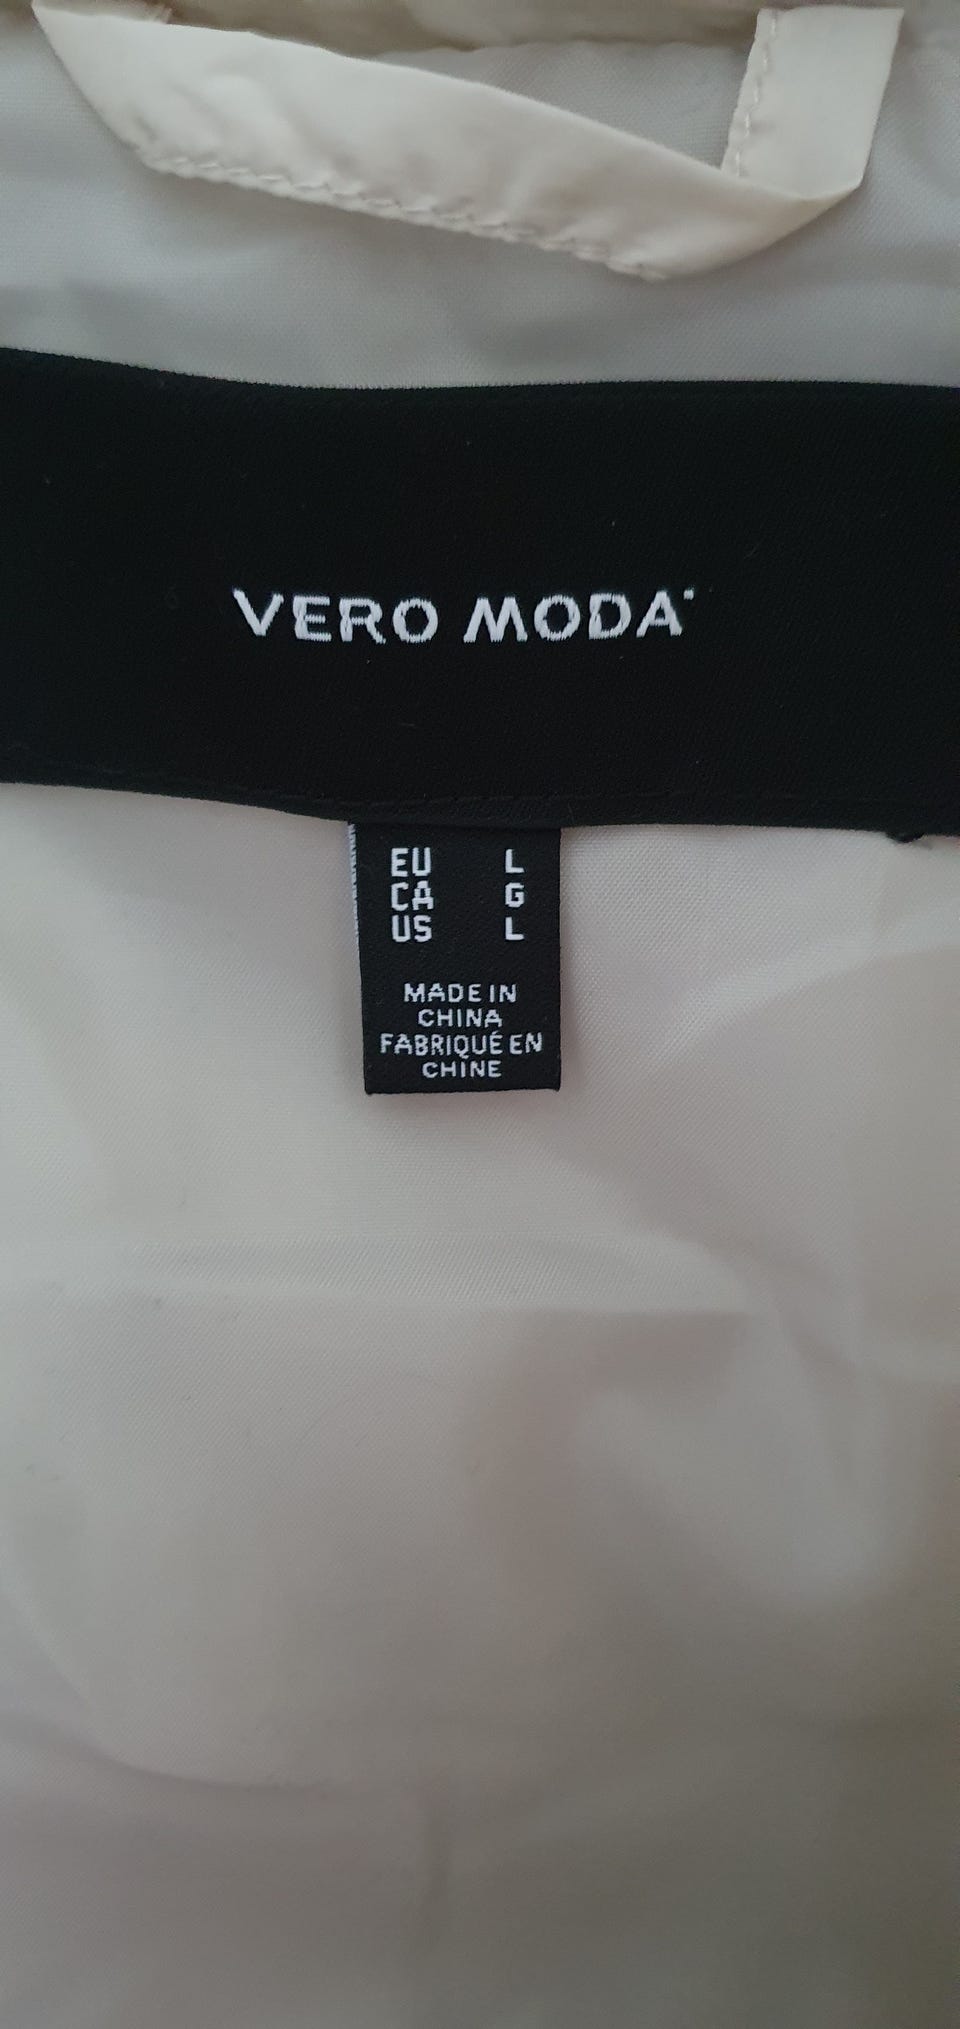 VERO MODA
EU L
CA G
US L
MADE IN
CHINA
FABRIQUÉ EN
CHINE